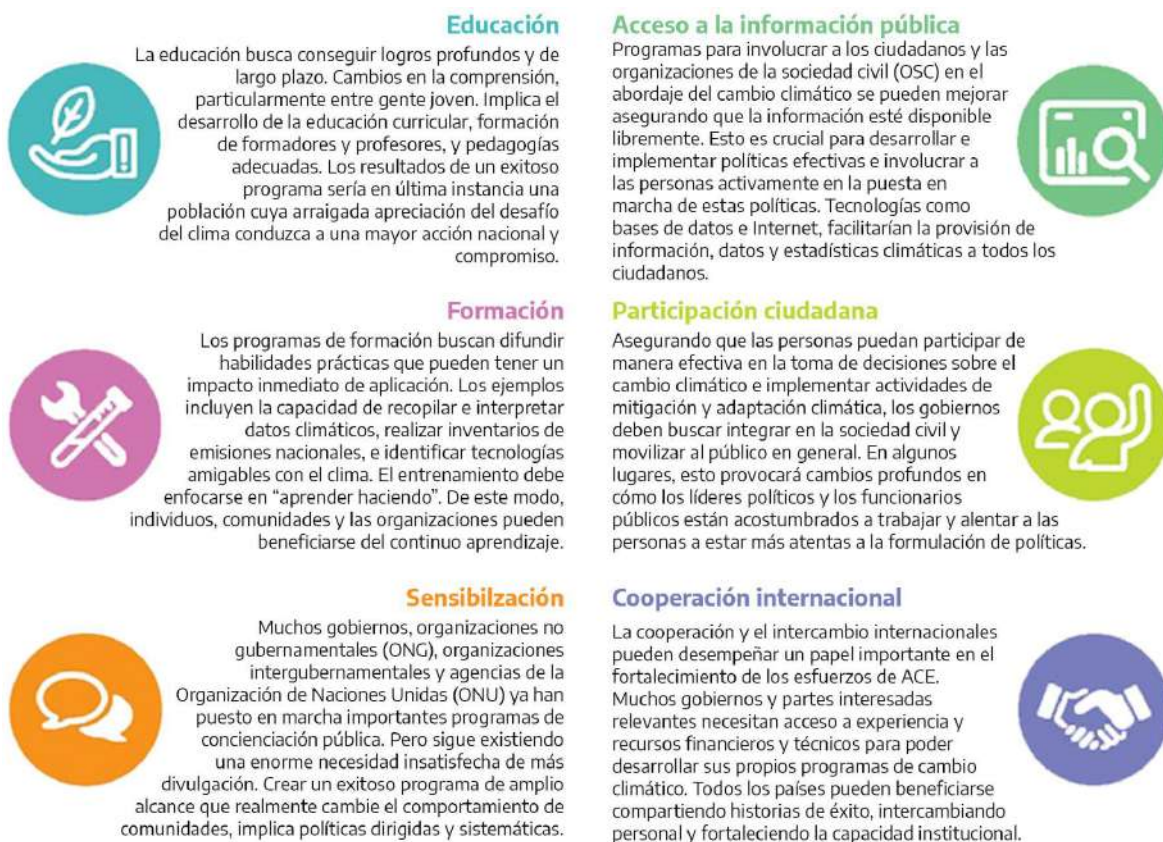 Educación
La educación busca conseguir logros profundos y de
largo plazo. Cambios en la comprensión,
particularmente entre gente joven. Implica el
desarrollo de la educación curricular, formación
de formadores y profesores, y pedagogías
adecuadas. Los resultados de un exitoso
programa sería en última instancia una
población cuya arraigada apreciación del desafío
del clima conduzca a una mayor acción nacional y
compromiso.
Acceso a la información pública
Programas para involucrar a los ciudadanos y las
organizaciones de la sociedad civil (OSC) en el
abordaje del cambio climático se pueden mejorar
asegurando que la información esté disponible
libremente. Esto es crucial para desarrollar e
implementar políticas efectivas e involucrar a
las personas activamente en la puesta en
marcha de estas políticas. Tecnologías como
bases de datos e Internet, facilitarían la provisión de
información, datos y estadísticas climáticas a todos los
ciudadanos.
Formación
Los programas de formación buscan difundir
habilidades prácticas que pueden tener un
impacto inmediato de aplicación. Los ejemplos
incluyen la capacidad de recopilar e interpretar
datos climáticos, realizar inventarios de
emisiones nacionales, e identificar tecnologías
amigables con el clima. El entrenamiento debe
enfocarse en “aprender haciendo”. De este modo,
individuos, comunidades y las organizaciones pueden
beneficiarse del continuo aprendizaje.
Participación ciudadana
Asegurando que las personas puedan participar de
manera efectiva en la toma de decisiones sobre el
cambio climático e implementar actividades de
mitigación y adaptación climática, los gobiernos
deben buscar integrar en la sociedad civil y
movilizar al público en general. En algunos
lugares, esto provocará cambios profundos en
cómo los líderes políticos y los funcionarios
públicos están acostumbrados a trabajar y alentar a las
personas a estar más atentas a la formulación de políticas.
Sensibilzación
Muchos gobiernos, organizaciones no
gubernamentales (ONG), organizaciones
intergubernamentales y agencias de la
Organización de Naciones Unidas (ONU) ya han
puesto en marcha importantes programas de
concienciación pública. Pero sigue existiendo
una enorme necesidad insatisfecha de más
divulgación. Crear un exitoso programa de amplio
alcance que realmente cambie el comportamiento de
comunidades, implica políticas dirigidas y sistemáticas.
Cooperación internacional
La cooperación y el intercambio internacionales
pueden desempeñar un papel importante en el
fortalecimiento de los esfuerzos de ACE.
Muchos gobiernos y partes interesadas
relevantes necesitan acceso a experiencia y
recursos financieros y técnicos para poder
desarrollar sus propios programas de cambio
climático. Todos los países pueden beneficiarse
compartiendo historias de éxito, intercambiando
personal y fortaleciendo la capacidad institucional.